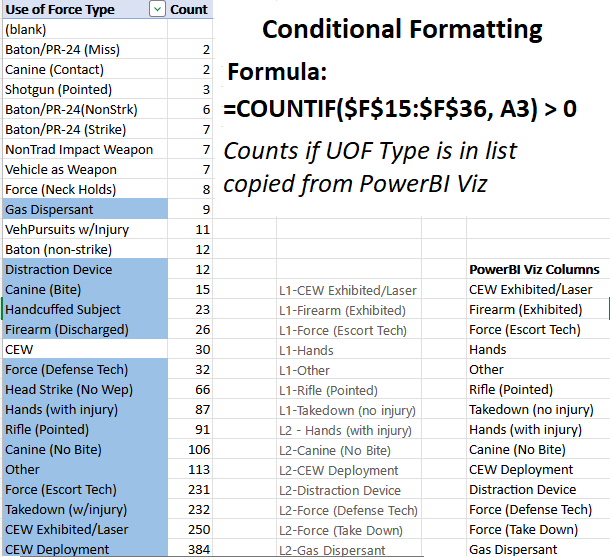 Use of Force Type Count
(blank)
Baton/PR-24 (Miss) 2
Canine (Contact) 2
Shotgun (Pointed) 3
Baton/PR-24(NonStrk) 6
Baton/PR-24 (Strike) 7
NonTrad Impact Weapon 7
Vehicle as Weapon 7
Force (Neck Holds) 8
Gas Dispersant 9
VehPursuits w/Injury 11
Baton (non-strike) 12
Distraction Device 12
Canine (Bite) 15
Handcuffed Subject 23
Firearm (Discharged) 26
CEW 30
Force (Defense Tech) 32
Head Strike (No Wep) 66
Hands (with injury) 87
Rifle (Pointed) 91
Canine (No Bite) 106
Other 113
Force (Escort Tech) 231
Takedown (w/injury) 232
CEW Exhibited/Laser 250
CEW Deployment 384
Conditional Formatting
Formula:
=COUNTIF($F$15:$F$36, A3) > 0
Counts if UOF Type is in list
copied from PowerBI Viz
L1-CEW Exhibited/Laser
L1-Firearm (Exhibited)
L1-Force (Escort Tech)
L1-Hands
L1-Other
L1-Rifle (Pointed)
L1-Takedown (no injury)
L2 - Hands (with injury)
L2-Canine (No Bite)
L2-CEW Deployment
L2-Distraction Device
L2-Force (Defense Tech)
L2-Force (Take Down)
L2-Gas Dispersant
PowerBI Viz Columns
CEW Exhibited/Laser
Firearm (Exhibited)
Force (Escort Tech)
Hands
Other
Rifle (Pointed)
Takedown (no injury)
Hands (with injury)
Canine (No Bite)
CEW Deployment
Distraction Device
Force (Defense Tech)
Force (Take Down)
Gas Dispersant